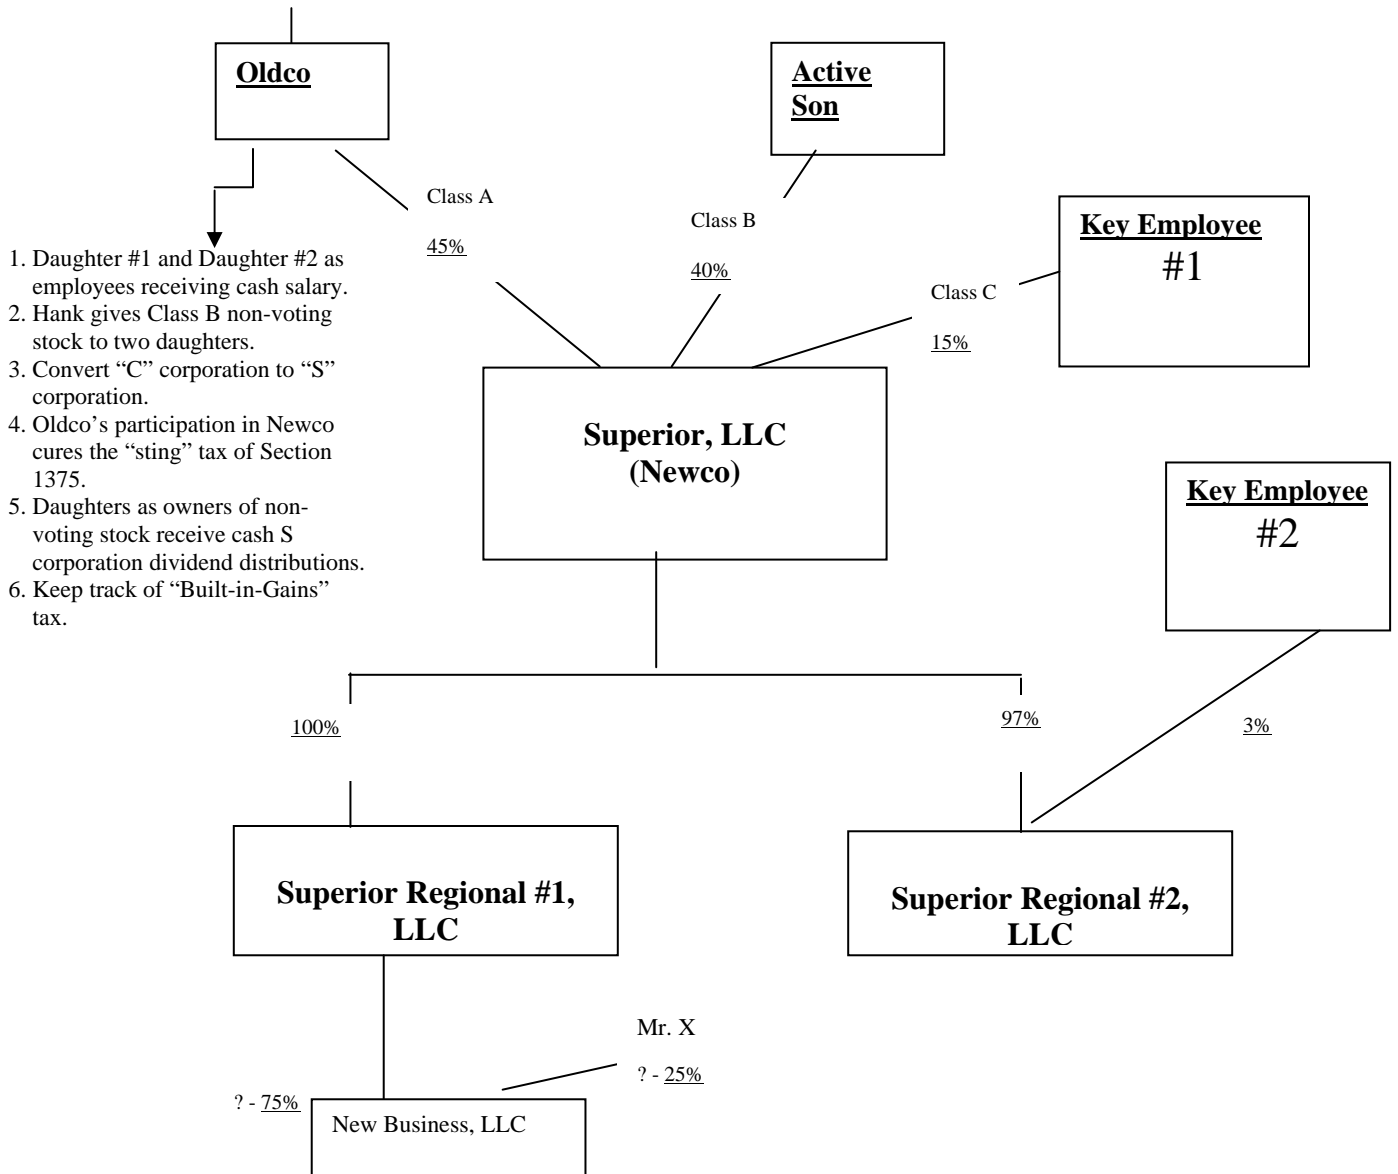 Oldco
Active
Son
Class A
45%
Class B
40%
Key Employee
#1
Class C
15%
1. Daughter #1 and Daughter #2 as
employees receiving cash salary.
2. Hank gives Class B non-voting
stock to two daughters.
3. Convert “C” corporation to “S”
corporation.
4. Oldco’s participation in Newco
cures the “sting” tax of Section
1375.
5. Daughters as owners of non-
voting stock receive cash S
corporation dividend distributions.
6. Keep track of “Built-in-Gains”
tax.
Superior, LLC
(Newco)
Key Employee
#2
100%
97%
3%
Superior Regional #1,
LLC
Superior Regional #2,
LLC
Mr. X
? - 25%
? - 75%
New Business, LLC